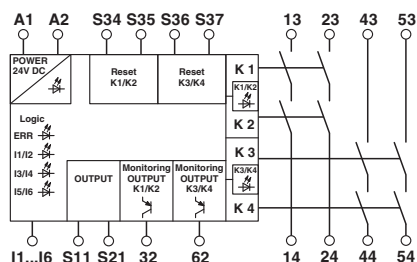 A1 A2 S34 S35 S36 S37 13 23 43 53
POWER
24V DC
Reset
K1/K2
Reset
K3/K4
K 1
K1/K2
K 2
Logic
ERR
I1/I2
I3/I4
I5/I6
OUTPUT
Monitoring
OUTPUT
K1/K2
Monitoring
OUTPUT
K3/K4
K 3
K3/K4
K 4
I1...I6 S11 S21 32 62 14 24 44 54